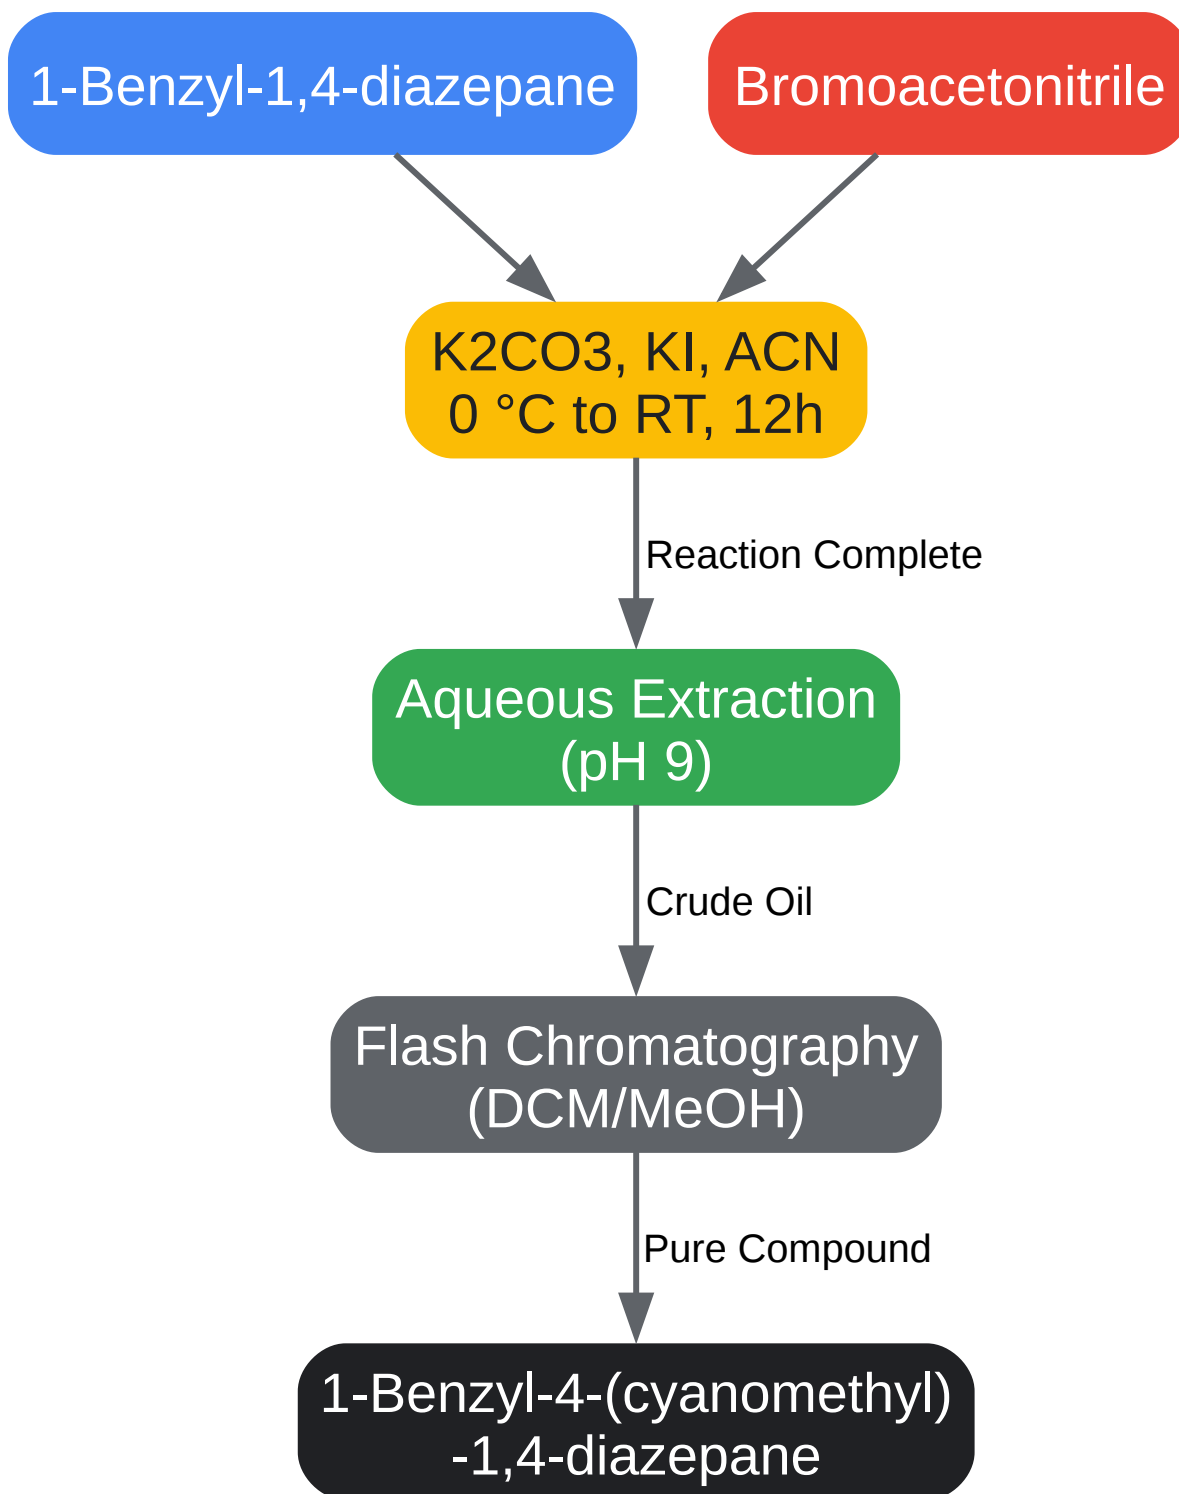 1-Benzyl-1,4-diazepane
Bromoacetonitrile
K2CO3, KI, ACN
0 °C to RT, 12h
Reaction Complete
Aqueous Extraction
(pH 9)
Crude Oil
Flash Chromatography
(DCM/MeOH)
Pure Compound
1-Benzyl-4-(cyanomethyl)
-1,4-diazepane